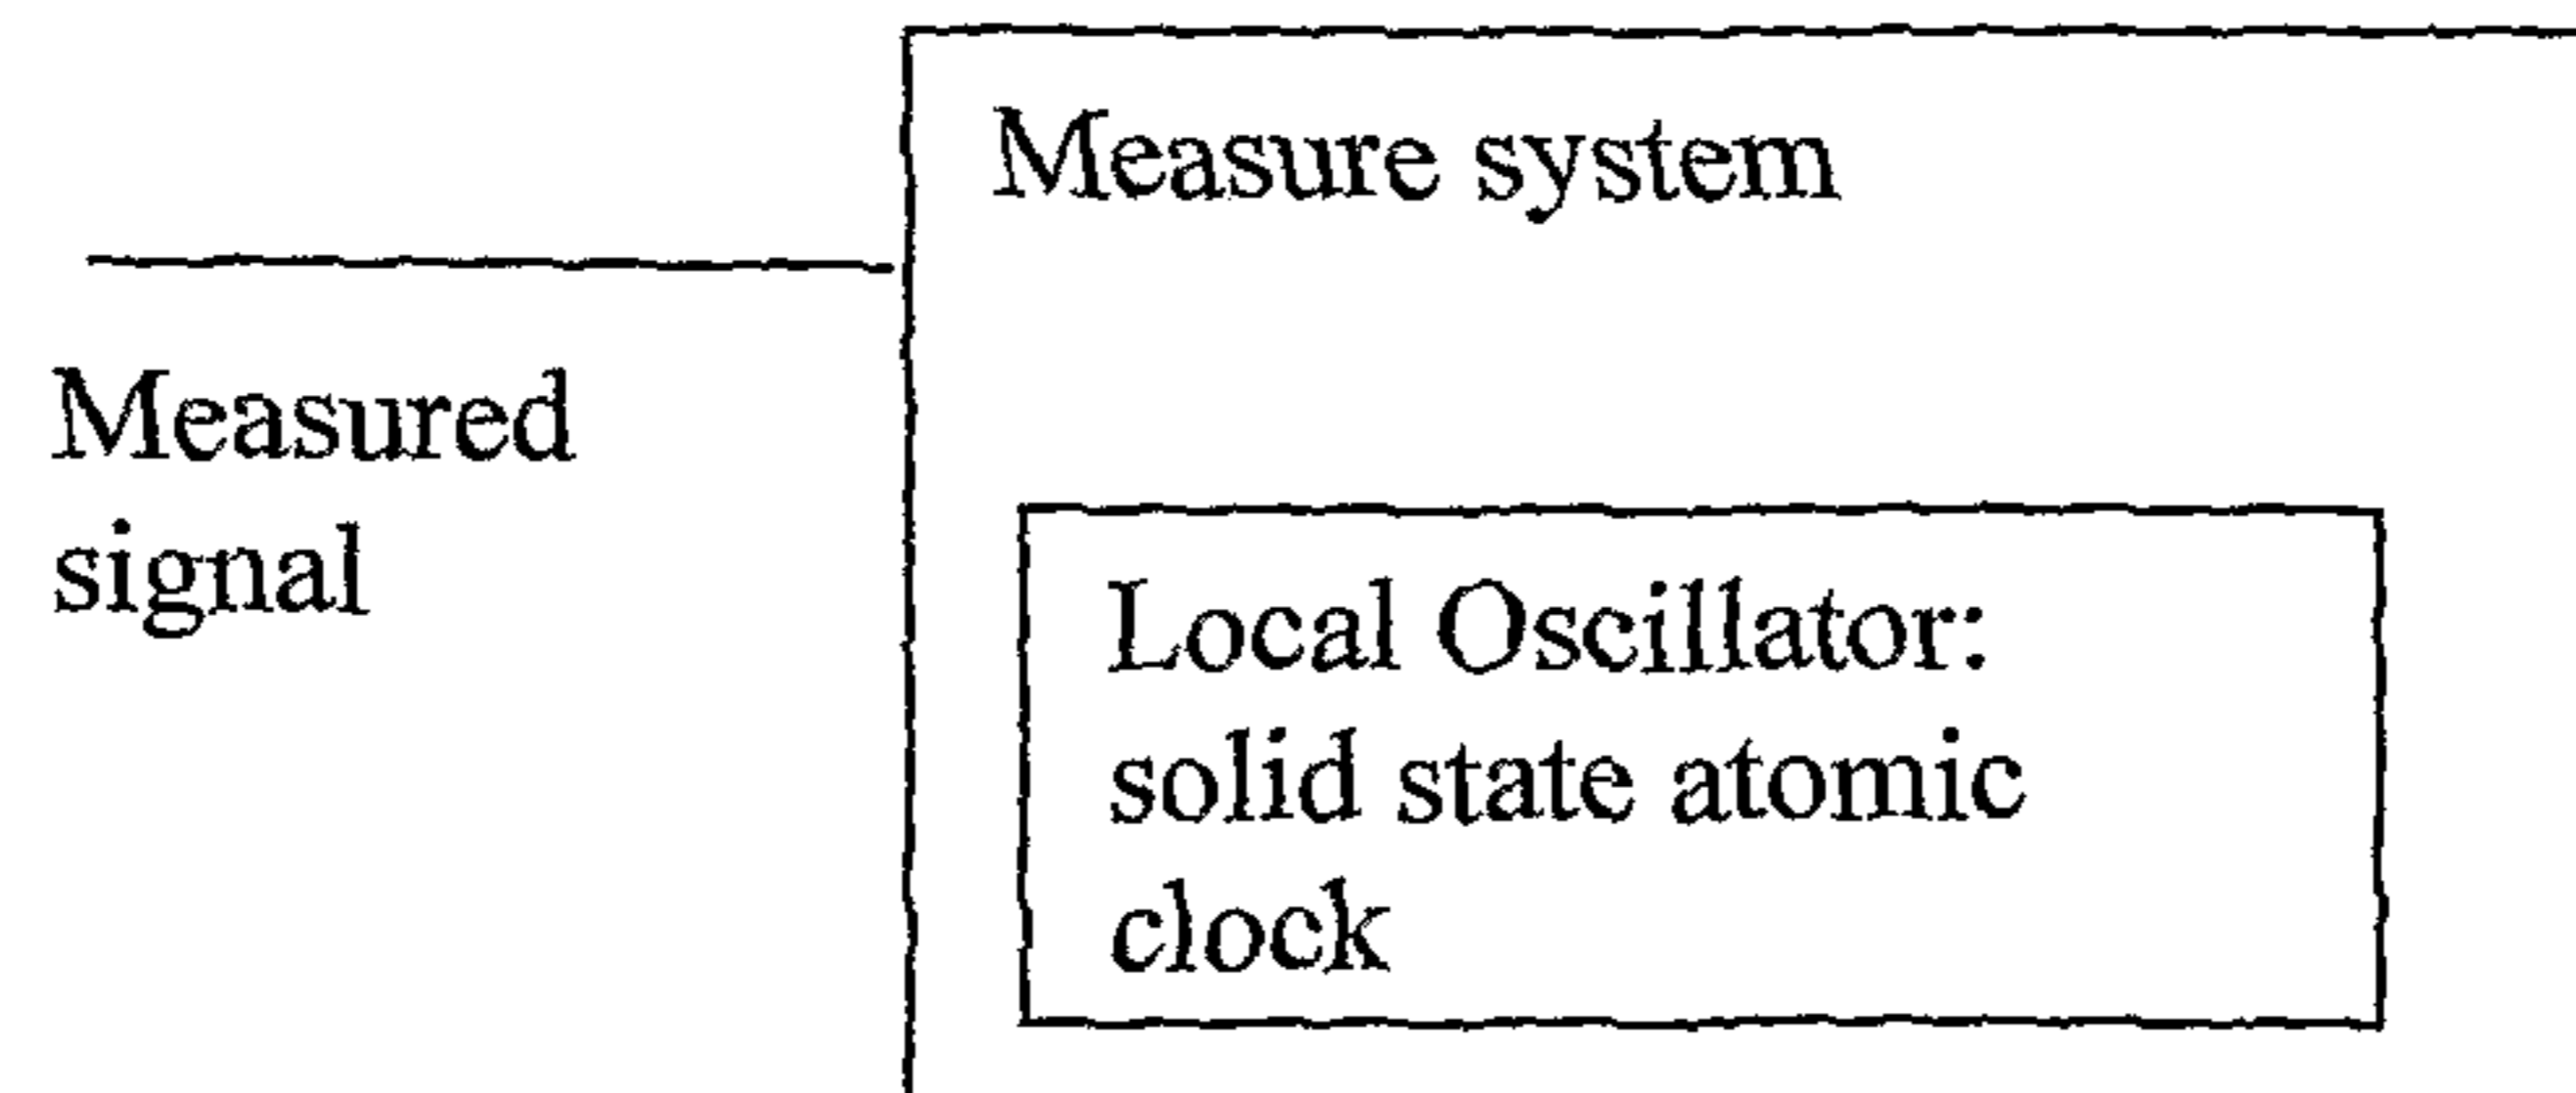 Measure system
Measured
signal
Local Oscillator:
solid state atomic
clock